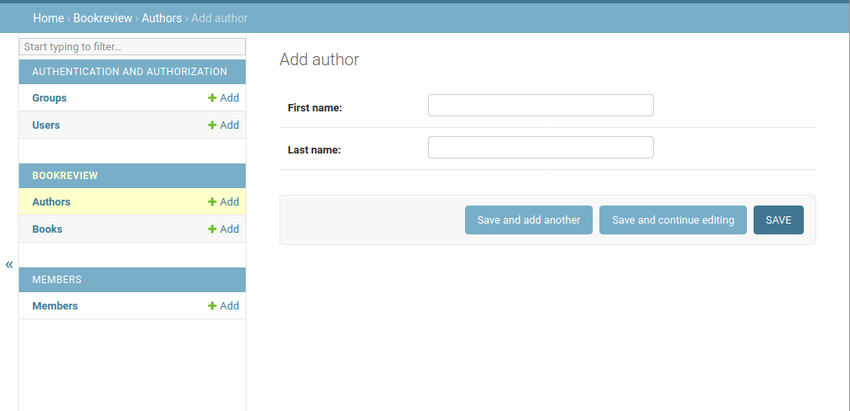 Home › Bookreview › Authors › Add author
Start typing to filter...
AUTHENTICATION AND AUTHORIZATION
Groups + Add
Users + Add
BOOKREVIEW
Authors + Add
Books + Add
MEMBERS
Members + Add
«
Add author
First name:
Last name:
Save and add another Save and continue editing SAVE